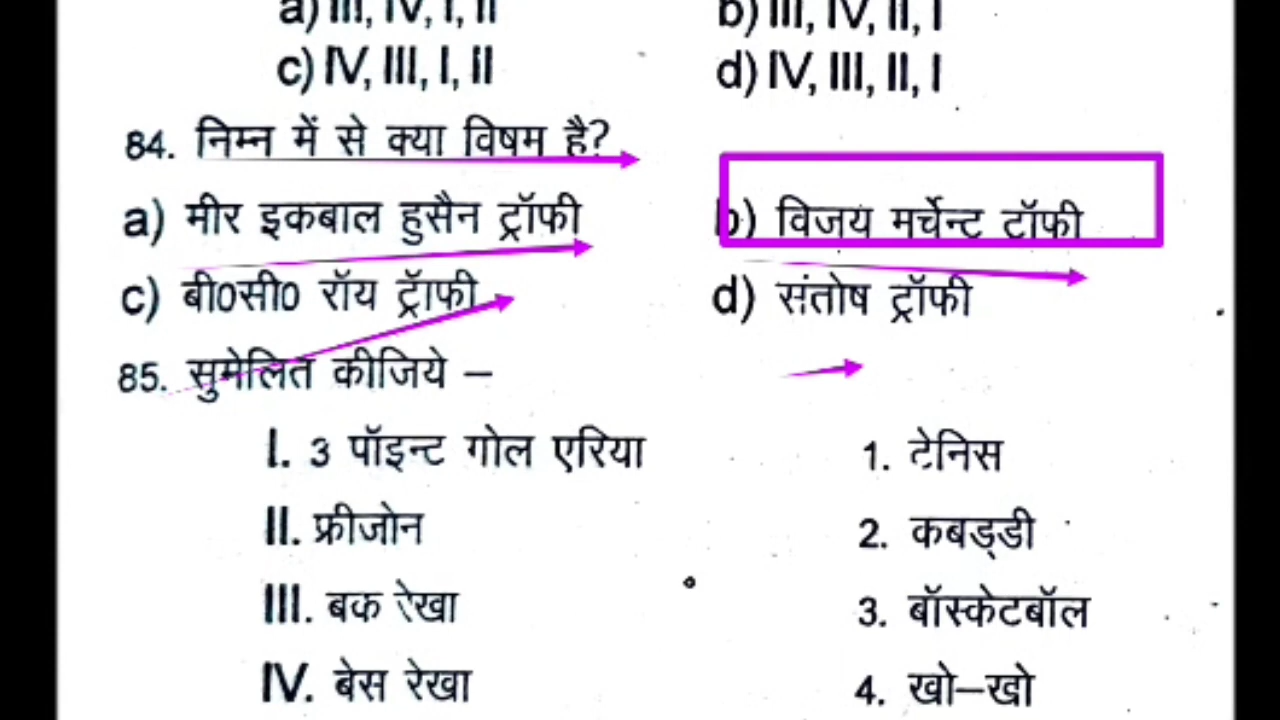 a) III, IV, I, II b) III, IV, II, I
c) IV, III, I, II d) IV, III, II, I
84. निम्न में से क्या विषम है?
a) मीर इकबाल हुसैन ट्रॉफी b) विजय मर्चेन्ट टॉफी
c) बी0सी0 रॉय ट्रॉफी d) संतोष ट्रॉफी
85. सुमेलित कीजिये –
I. 3 पॉइन्ट गोल एरिया 1. टेनिस
II. फ्रीजोन 2. कबड्डी
III. बक रेखा 3. बॉस्केटबॉल
IV. बेस रेखा 4. खो–खो